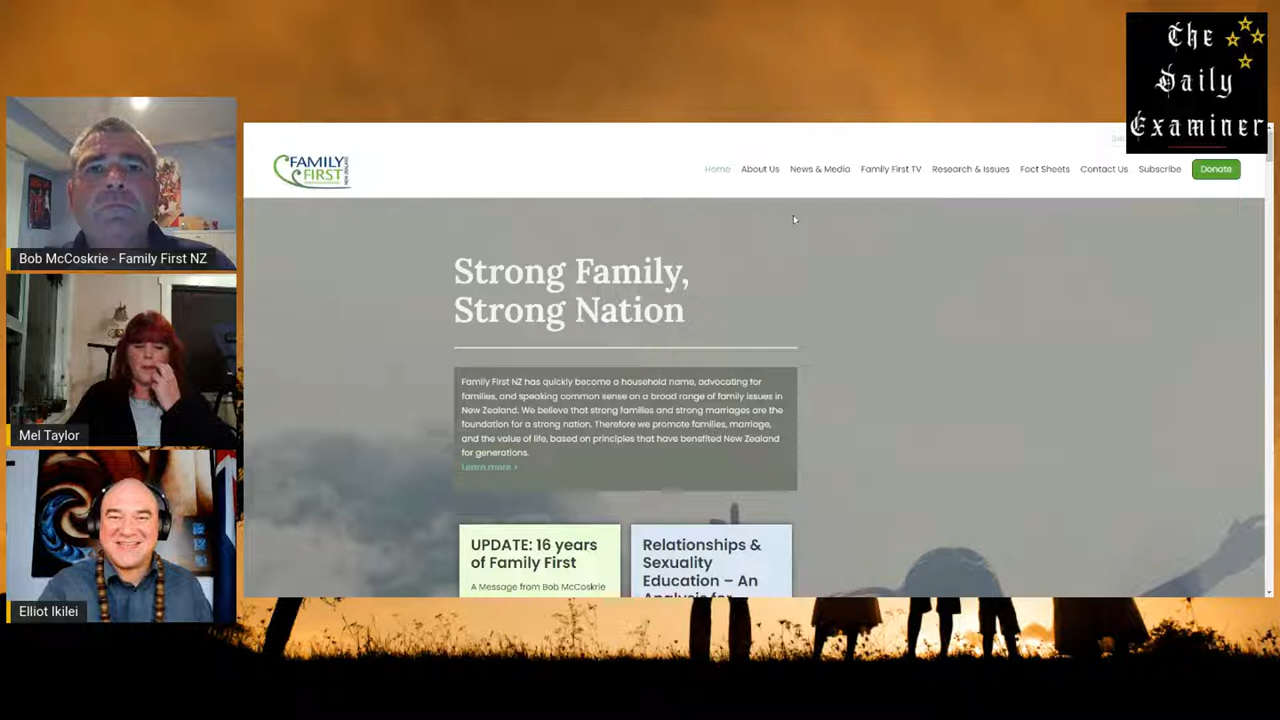 The
Daily
Examiner
FAMILY
FIRST
NEW ZEALAND
Home About Us News & Media Family First TV Research & Issues Fact Sheets Contact Us Subscribe Donate
Bob McCoskrie - Family First NZ
Mel Taylor
Elliot Ikilei
Strong Family,
Strong Nation
Family First NZ has quickly become a household name, advocating for
families, and speaking common sense on a broad range of family issues in
New Zealand. We believe that strong families and strong marriages are the
foundation for a strong nation. Therefore we promote families, marriage,
and the value of life, based on principles that have benefited New Zealand
for generations.
Learn more >
UPDATE: 16 years
of Family First
A Message from Bob McCoskrie
Relationships &
Sexuality
Education – An
Analysis for